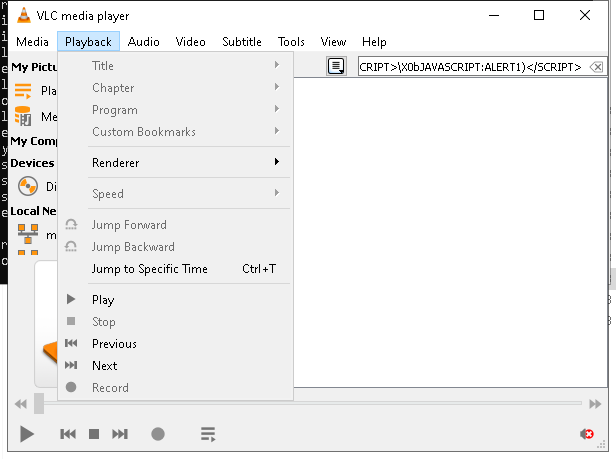 VLC media player
Media Playback Audio Video Subtitle Tools View Help
My Pictu
Title
CRIPT>\X0bJAVASCRIPT:ALERT1)</SCRIPT>
Pla
Chapter
Program
Me
Custom Bookmarks
My Comp
Devices
Renderer
Di
Speed
Local Ne
Jump Forward
m
Jump Backward
Jump to Specific Time Ctrl+T
Play
Stop
Previous
Next
Record